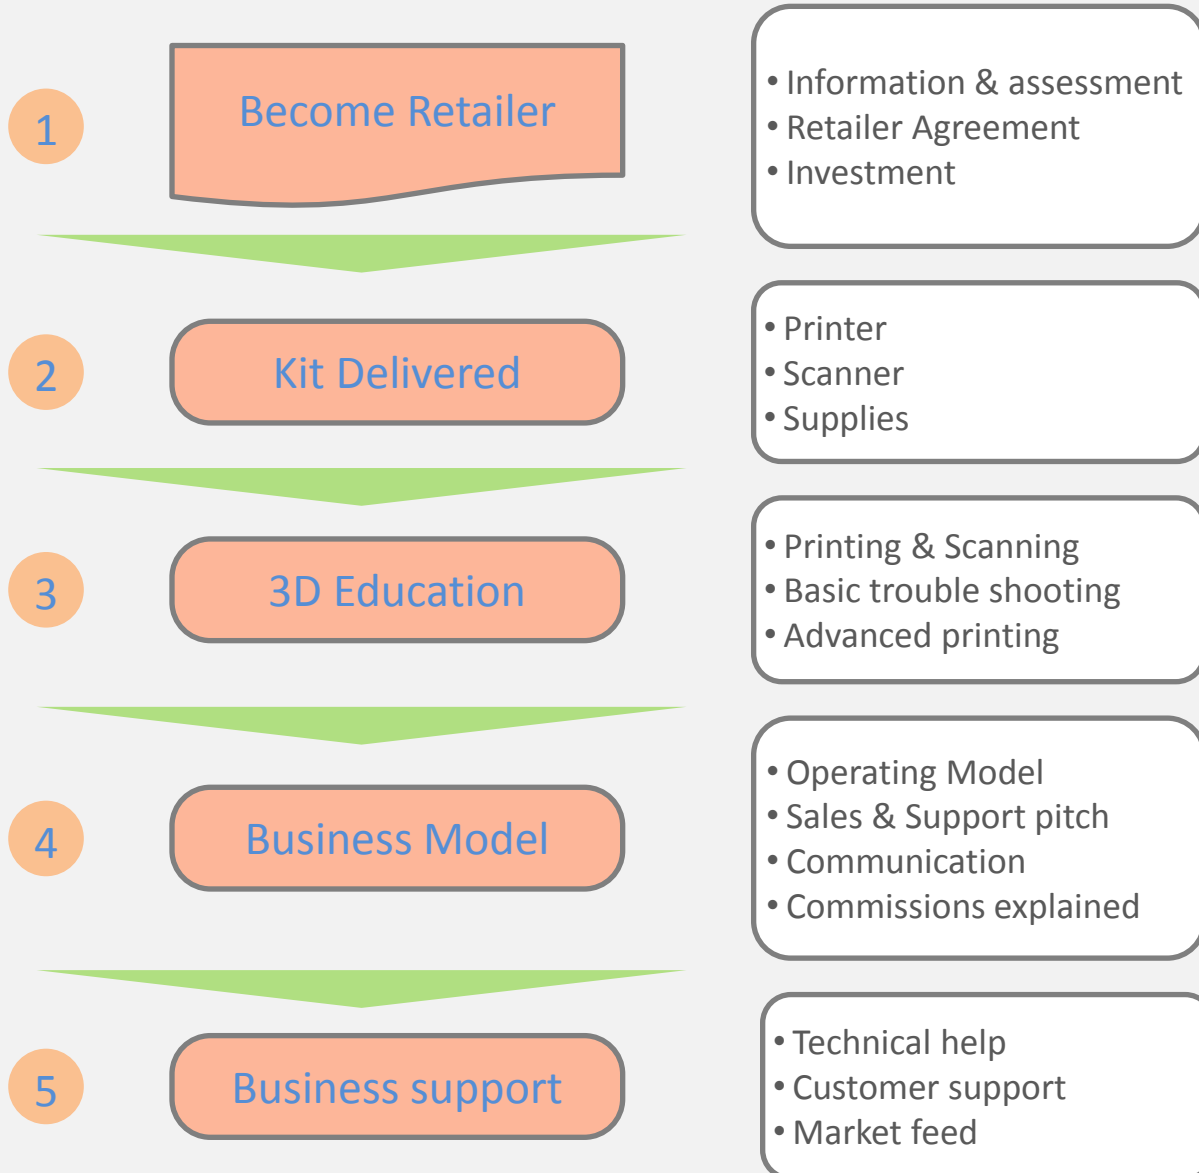 1
Become Retailer
• Information & assessment
• Retailer Agreement
• Investment
2
Kit Delivered
• Printer
• Scanner
• Supplies
3
3D Education
• Printing & Scanning
• Basic trouble shooting
• Advanced printing
4
Business Model
• Operating Model
• Sales & Support pitch
• Communication
• Commissions explained
5
Business support
• Technical help
• Customer support
• Market feed